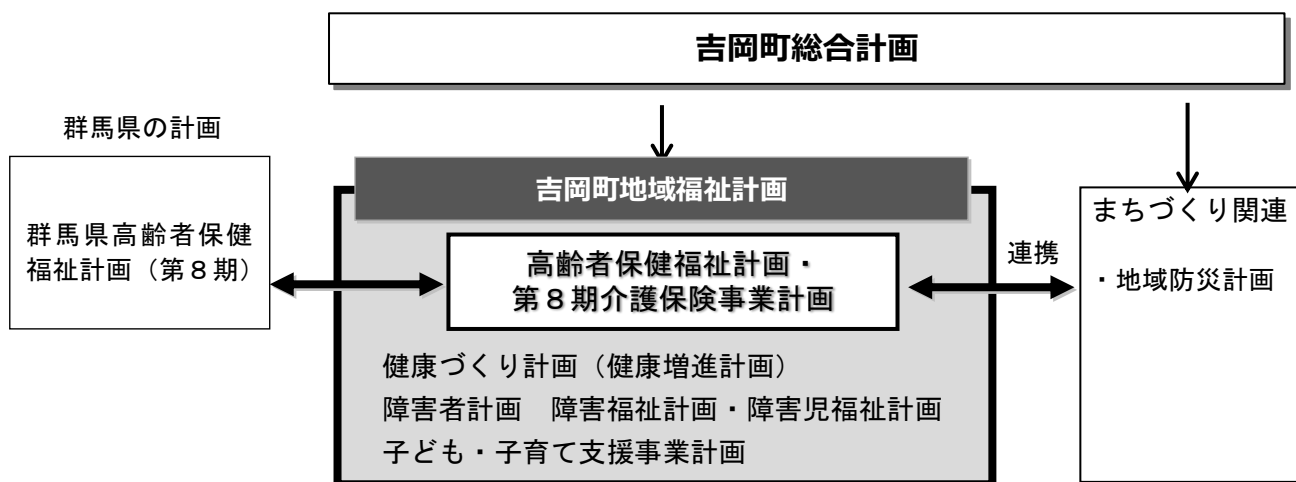 吉岡町総合計画
群馬県の計画
群馬県高齢者保健
福祉計画（第８期）
吉岡町地域福祉計画
高齢者保健福祉計画・
第８期介護保険事業計画
健康づくり計画（健康増進計画）
障害者計画　障害福祉計画・障害児福祉計画
子ども・子育て支援事業計画
連携
まちづくり関連
・地域防災計画